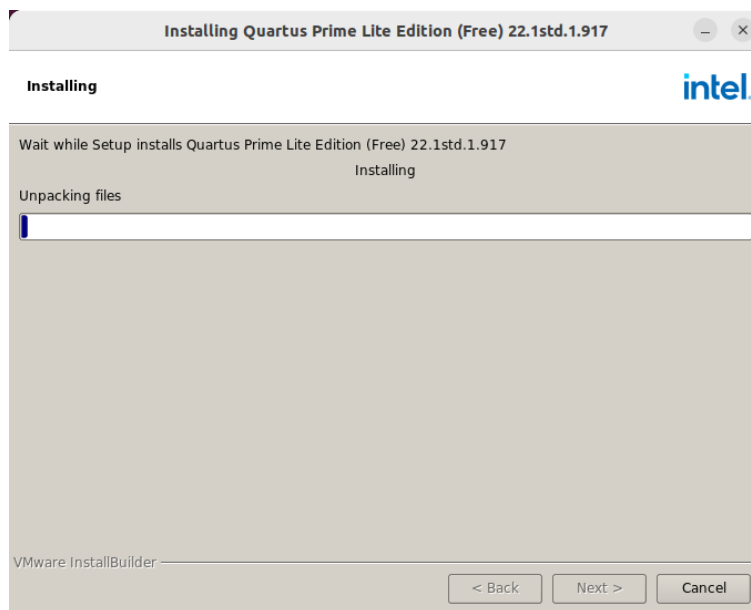 Installing Quartus Prime Lite Edition (Free) 22.1std.1.917
Installing
intel.
Wait while Setup installs Quartus Prime Lite Edition (Free) 22.1std.1.917
Installing
Unpacking files
VMware InstallBuilder
< Back
Next >
Cancel